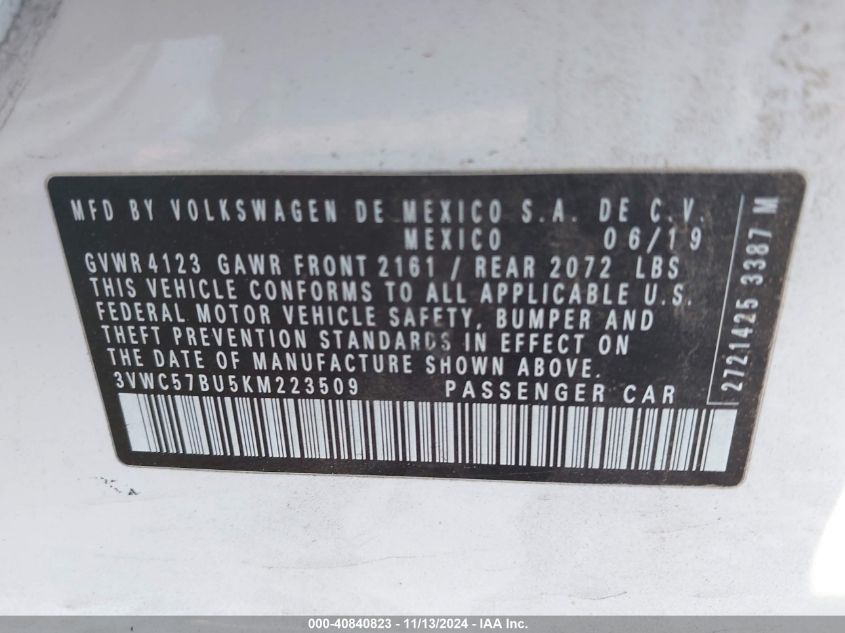 MFD BY VOLKSWAGEN DE MEXICO S.A. DE C.V.
MEXICO 06/19
GVWR 4123 GAWR FRONT 2161 / REAR 2072 LBS
THIS VEHICLE CONFORMS TO ALL APPLICABLE U.S.
FEDERAL MOTOR VEHICLE SAFETY, BUMPER AND
THEFT PREVENTION STANDARDS IN EFFECT ON
THE DATE OF MANUFACTURE SHOWN ABOVE.
3VWC57BU5KM223509 PASSENGER CAR
2721425 3387 M
000-40840823 - 11/13/2024 - IAA Inc.